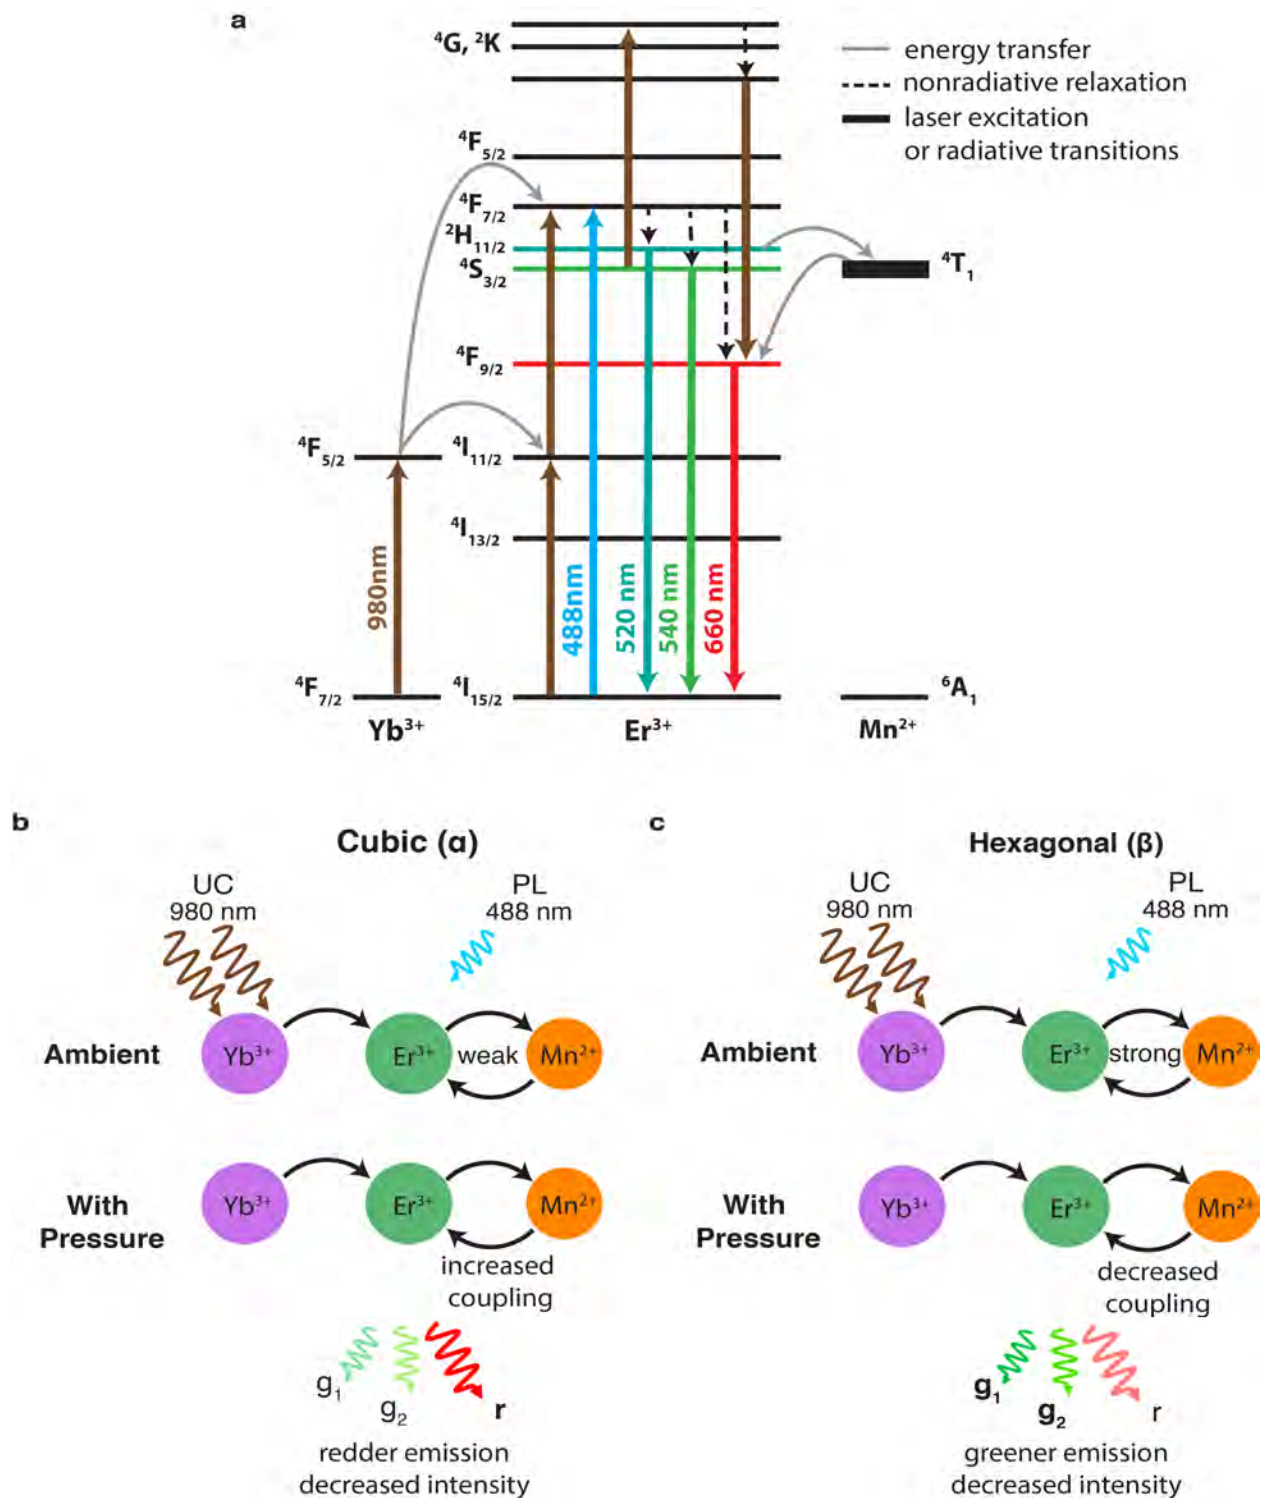 a
⁴G, ²K
energy transfer
nonradiative relaxation
laser excitation
or radiative transitions
⁴F₅/₂
⁴F₇/₂
²H₁₁/₂
⁴S₃/₂
⁴T₁
⁴F₉/₂
⁴F₅/₂
⁴I₁₁/₂
⁴I₁₃/₂
980nm
488nm
520 nm
540 nm
660 nm
⁴F₇/₂
⁴I₁₅/₂
⁶A₁
Yb³⁺
Er³⁺
Mn²⁺
b
Cubic (α)
UC
980 nm
PL
488 nm
Ambient
Yb³⁺
Er³⁺
weak
Mn²⁺
With
Pressure
Yb³⁺
Er³⁺
Mn²⁺
increased
coupling
g₁
g₂
r
redder emission
decreased intensity
c
Hexagonal (β)
UC
980 nm
PL
488 nm
Ambient
Yb³⁺
Er³⁺
strong
Mn²⁺
With
Pressure
Yb³⁺
Er³⁺
Mn²⁺
decreased
coupling
g₁
g₂
r
greener emission
decreased intensity